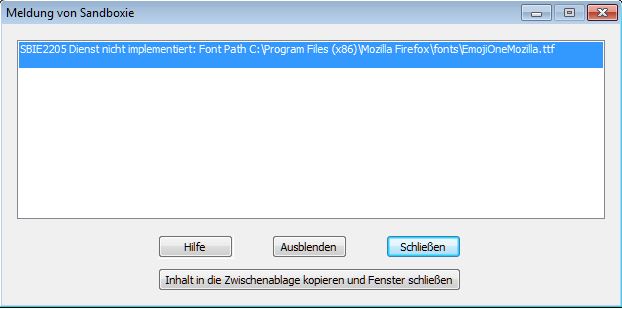 Meldung von Sandboxie
SBIE2205 Dienst nicht implementiert: Font Path C:\Program Files (x86)\Mozilla Firefox\fonts\EmojiOneMozilla.ttf
Hilfe
Ausblenden
Schließen
Inhalt in die Zwischenablage kopieren und Fenster schließen